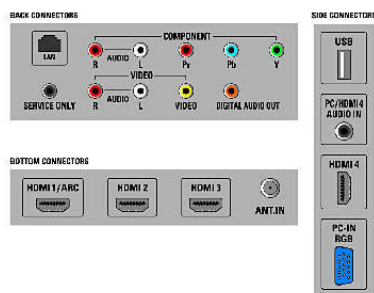 BACK CONNECTORS
COMPONENT
LAN
AUDIO
R L Pr Pb Y
VIDEO
AUDIO
SERVICE ONLY R L VIDEO DIGITAL AUDIO OUT
BOTTOM CONNECTORS
HDMI 1/ARC HDMI 2 HDMI 3
ANT.IN
SIDE CONNECTORS
USB
PC/HDMI 4
AUDIO IN
HDMI 4
PC-IN
RGB